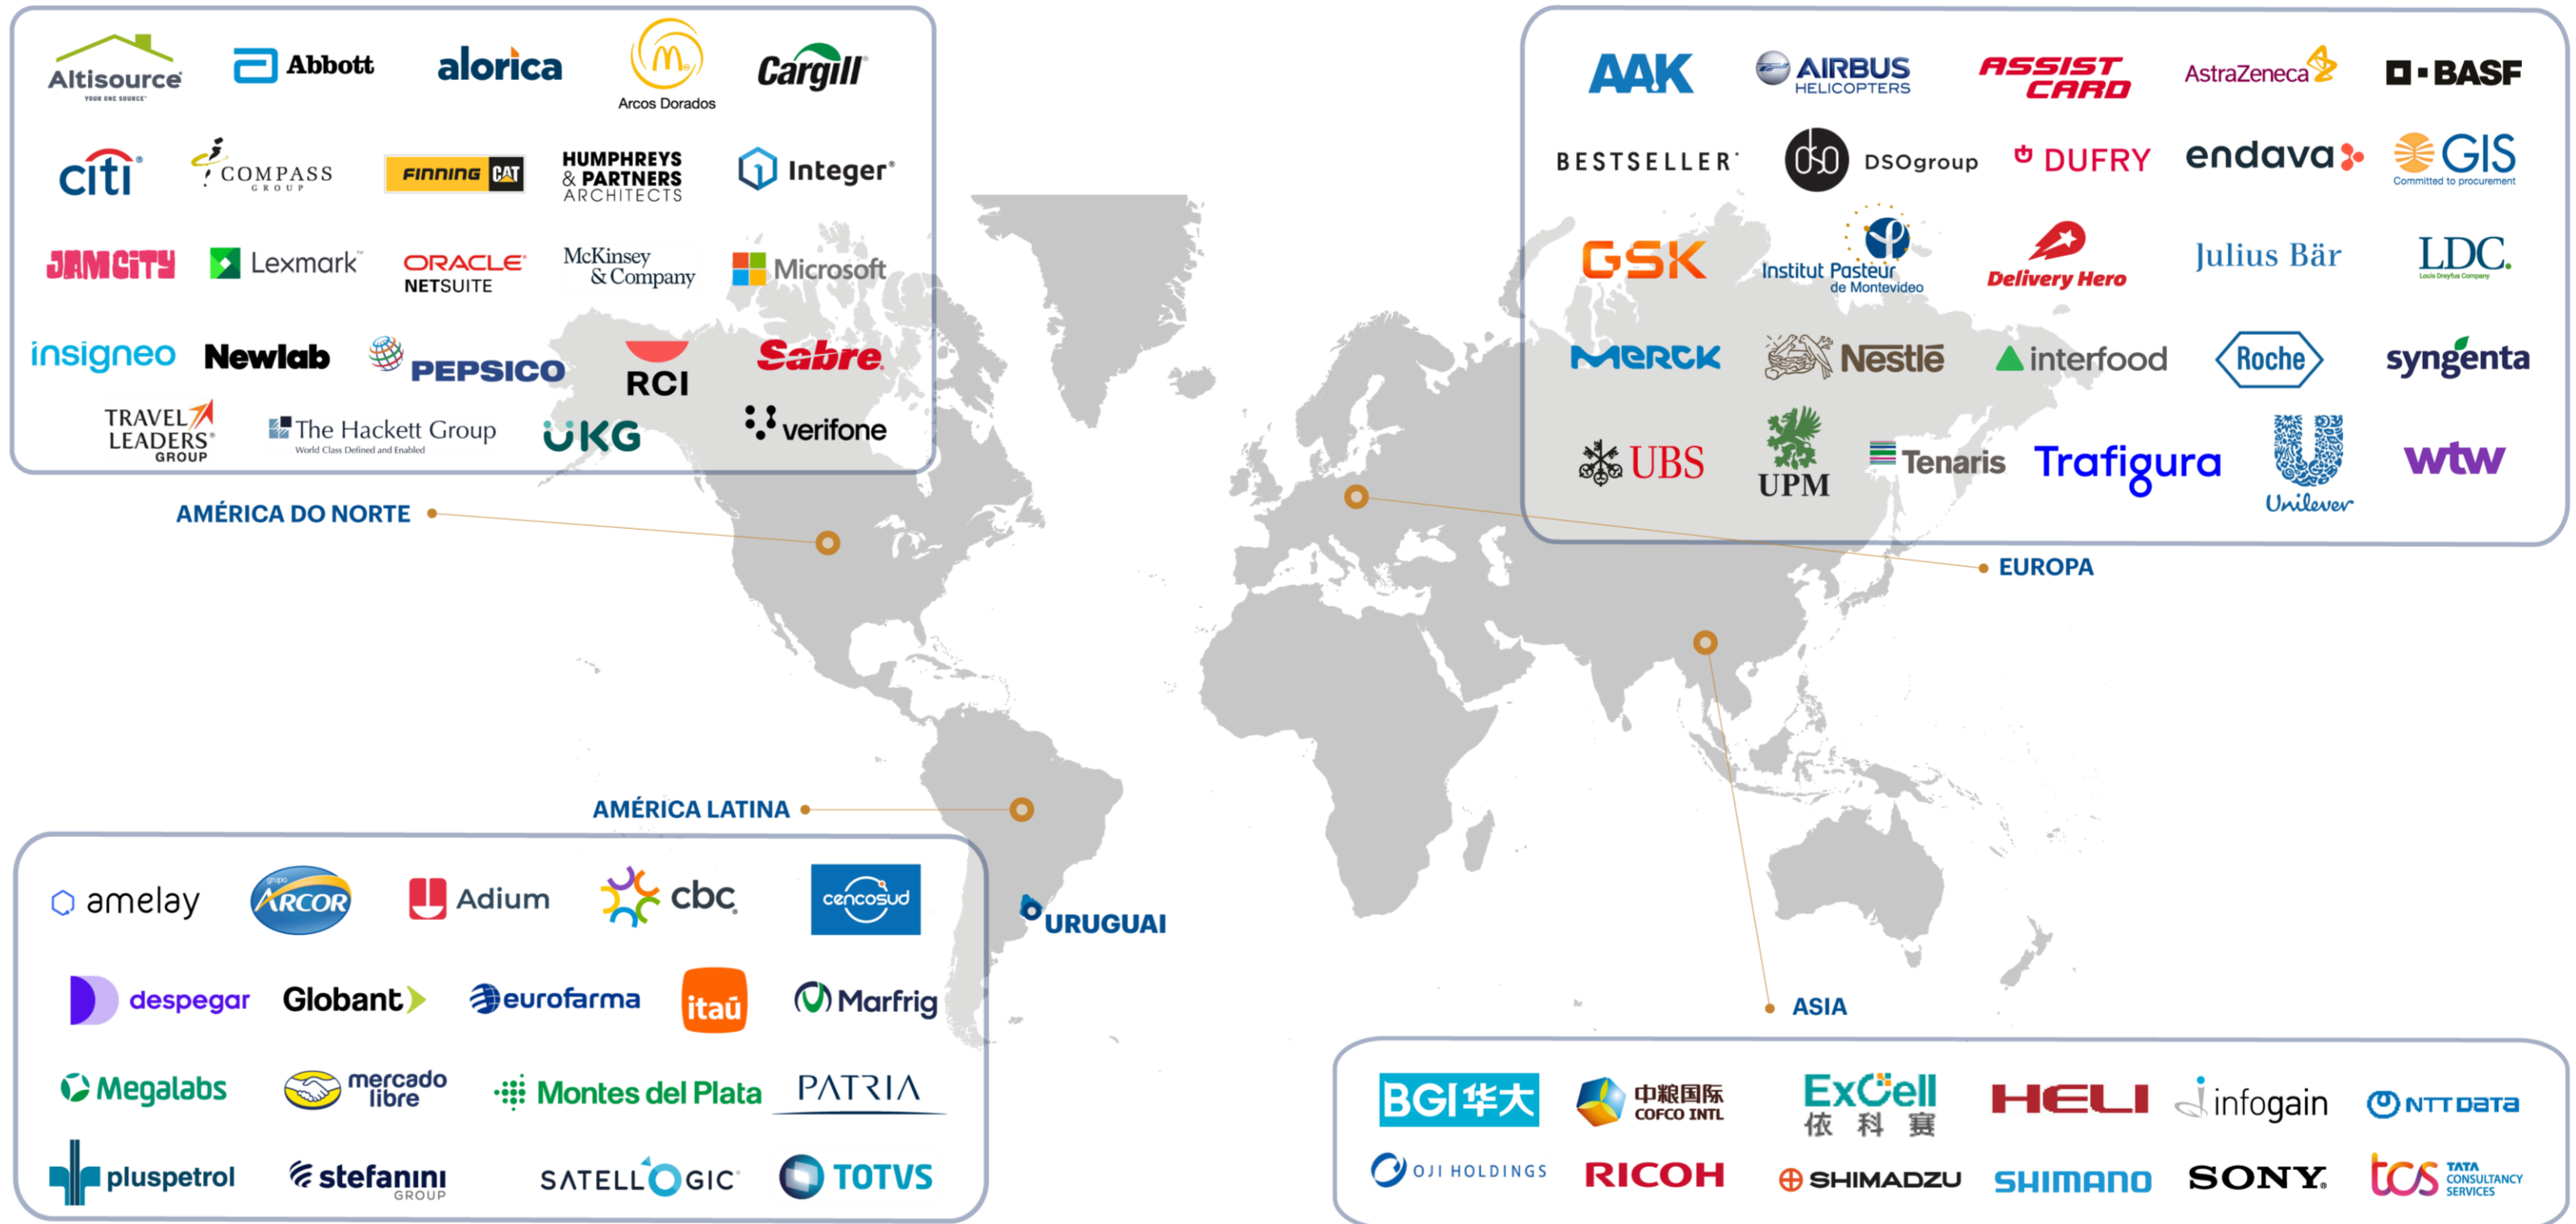 Altisource
YOUR ONE SOURCE
Abbott
alorica
Arcos Dorados
Cargill
citi
COMPASS
GROUP
FINNING CAT
HUMPHREYS
& PARTNERS
ARCHITECTS
Integer
JAMCITY
Lexmark
ORACLE
NETSUITE
McKinsey
& Company
Microsoft
insigneo
Newlab
PEPSICO
RCI
Sabre
TRAVEL
LEADERS
GROUP
The Hackett Group
World Class Defined and Enabled
UKG
verifone
AMÉRICA DO NORTE
AAK
AIRBUS
HELICOPTERS
ASSIST
CARD
AstraZeneca
BASF
BESTSELLER
dso DSOgroup
DUFRY
endava
GIS
Committed to procurement
GSK
Institut Pasteur
de Montevideo
Delivery Hero
Julius Bär
LDC.
Louis Dreyfus Company
MERCK
Nestlé
interfood
Roche
syngenta
UBS
UPM
Tenaris
Trafigura
Unilever
wtw
EUROPA
AMÉRICA LATINA
amelay
grupo
ARCOR
Adium
cbc
cencosud
URUGUAI
despegar
Globant
eurofarma
itaú
Marfrig
Megalabs
mercado
libre
Montes del Plata
PATRIA
pluspetrol
stefanini
GROUP
SATELLOGIC
TOTVS
ASIA
BGI 华大
中粮国际
COFCO INTL
ExCell
依科赛
HELI
infogain
NTT DATA
OJI HOLDINGS
RICOH
SHIMADZU
SHIMANO
SONY
tcs TATA
CONSULTANCY
SERVICES